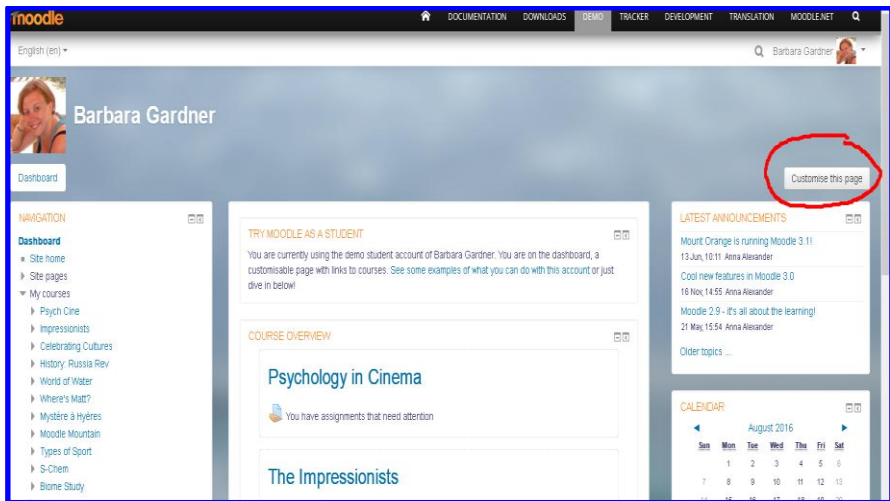 moodle
DOCUMENTATION DOWNLOADS DEMO TRACKER DEVELOPMENT TRANSLATION MOODLE.NET
English (en)
Barbara Gardner
Barbara Gardner
Dashboard
Customise this page
NAVIGATION
Dashboard
Site home
Site pages
My courses
Psych Cine
Impressionists
Celebrating Cultures
History: Russia Rev
World of Water
Where's Matt?
Mystère à Hyères
Moodle Mountain
Types of Sport
S-Chem
Biome Study
TRY MOODLE AS A STUDENT
You are currently using the demo student account of Barbara Gardner. You are on the dashboard, a
customisable page with links to courses. See some examples of what you can do with this account or just
dive in below!
COURSE OVERVIEW
Psychology in Cinema
You have assignments that need attention
The Impressionists
LATEST ANNOUNCEMENTS
Mount Orange is running Moodle 3.1!
13 Jun, 10:11 Anna Alexander
Cool new features in Moodle 3.0
16 Nov, 14:55 Anna Alexander
Moodle 2.9 - it's all about the learning!
21 May, 15:54 Anna Alexander
Older topics ...
CALENDAR
August 2016
Sun Mon Tue Wed Thu Fri Sat
1 2 3 4 5 6
7 8 9 10 11 12 13
14 15 16 17 18 19 20